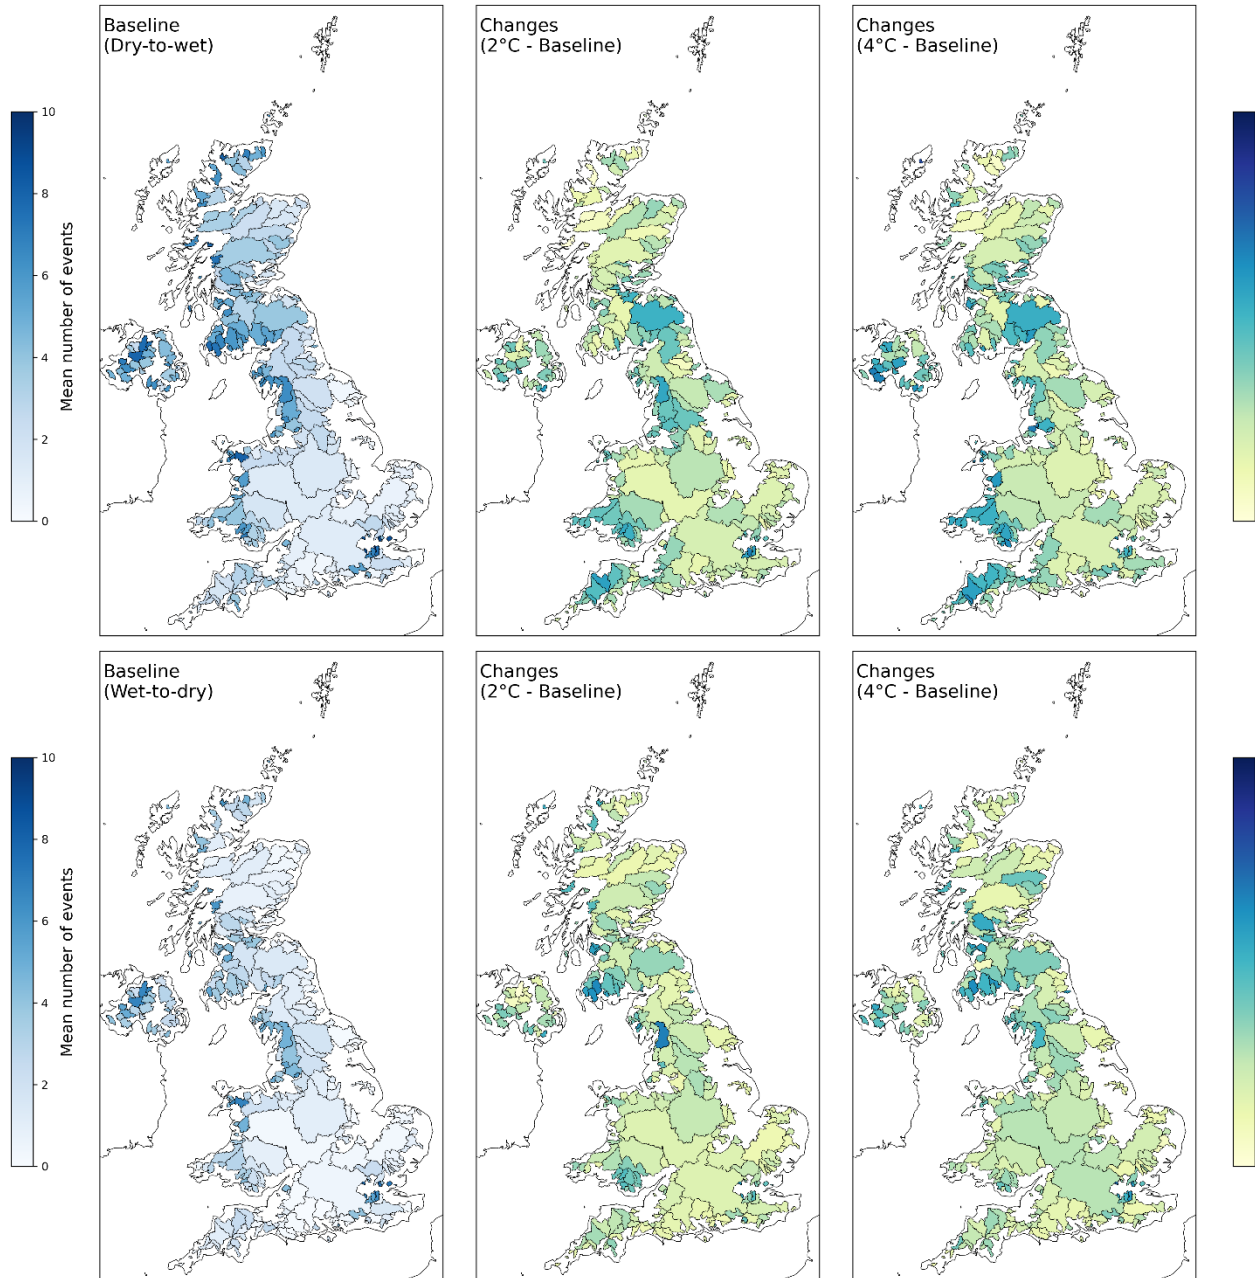 Baseline
(Dry-to-wet)
Changes
(2°C - Baseline)
Changes
(4°C - Baseline)
10
8
6
4
2
0
Mean number of events
Baseline
(Wet-to-dry)
Changes
(2°C - Baseline)
Changes
(4°C - Baseline)
10
8
6
4
2
0
Mean number of events